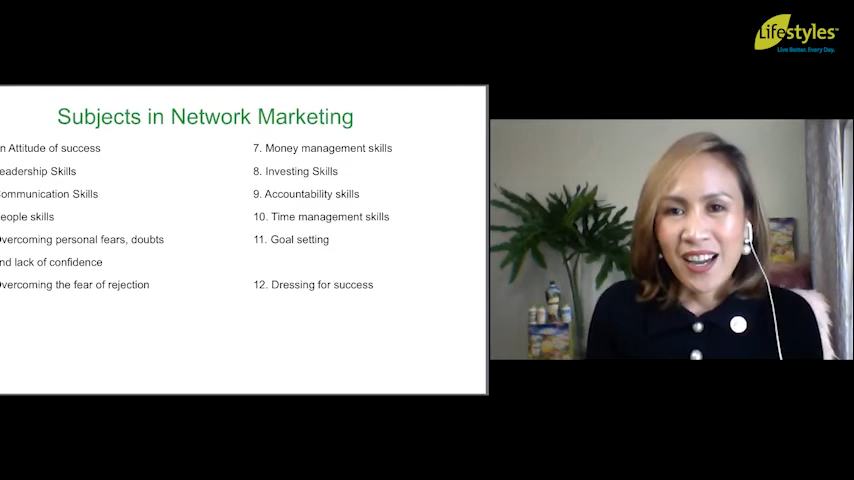 Lifestyles™
Live Better. Every Day.
Subjects in Network Marketing
n Attitude of success
eadership Skills
ommunication Skills
eople skills
vercoming personal fears, doubts
nd lack of confidence
vercoming the fear of rejection
7. Money management skills
8. Investing Skills
9. Accountability skills
10. Time management skills
11. Goal setting
12. Dressing for success